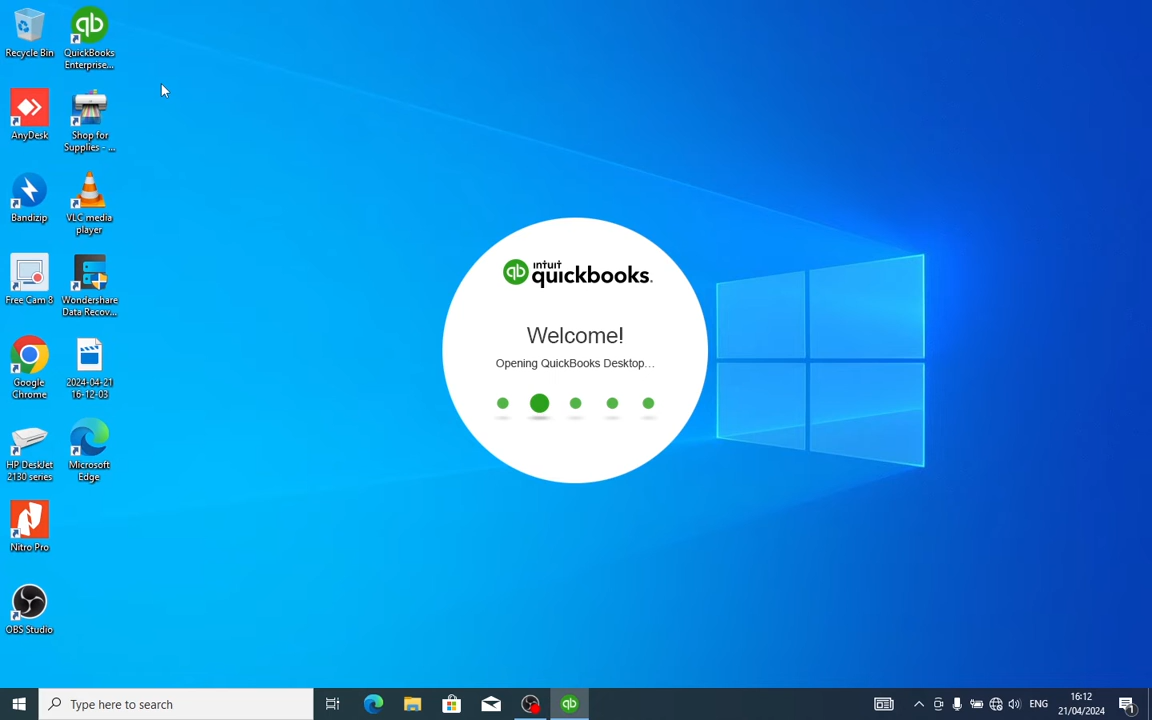 Recycle Bin
QuickBooks
Enterprise...
AnyDesk
Shop for
Supplies - ...
Bandizip
VLC media
player
Free Cam 8
Wondershare
Data Recov...
Google
Chrome
2024-04-21
16-12-03
HP DeskJet
2130 series
Microsoft
Edge
Nitro Pro
OBS Studio
qb
intuit
quickbooks.
Welcome!
Opening QuickBooks Desktop...
Type here to search
ENG
16:12
21/04/2024
1